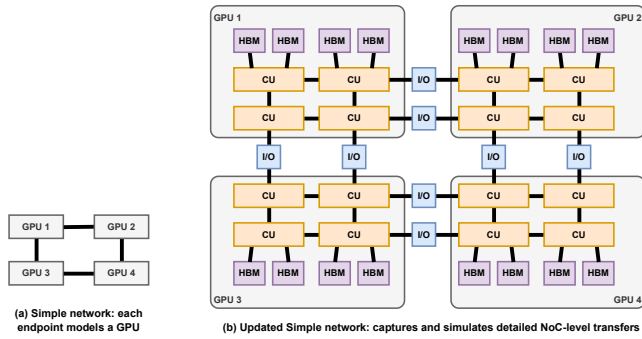 GPU 1
GPU 2
HBM HBM HBM HBM HBM HBM HBM HBM
CU CU I/O CU CU
CU CU I/O CU CU
I/O I/O I/O I/O
CU CU I/O CU CU
CU CU I/O CU CU
HBM HBM HBM HBM HBM HBM HBM HBM
GPU 3
GPU 4
GPU 1 GPU 2
GPU 3 GPU 4
(a) Simple network: each
endpoint models a GPU
(b) Updated Simple network: captures and simulates detailed NoC-level transfers